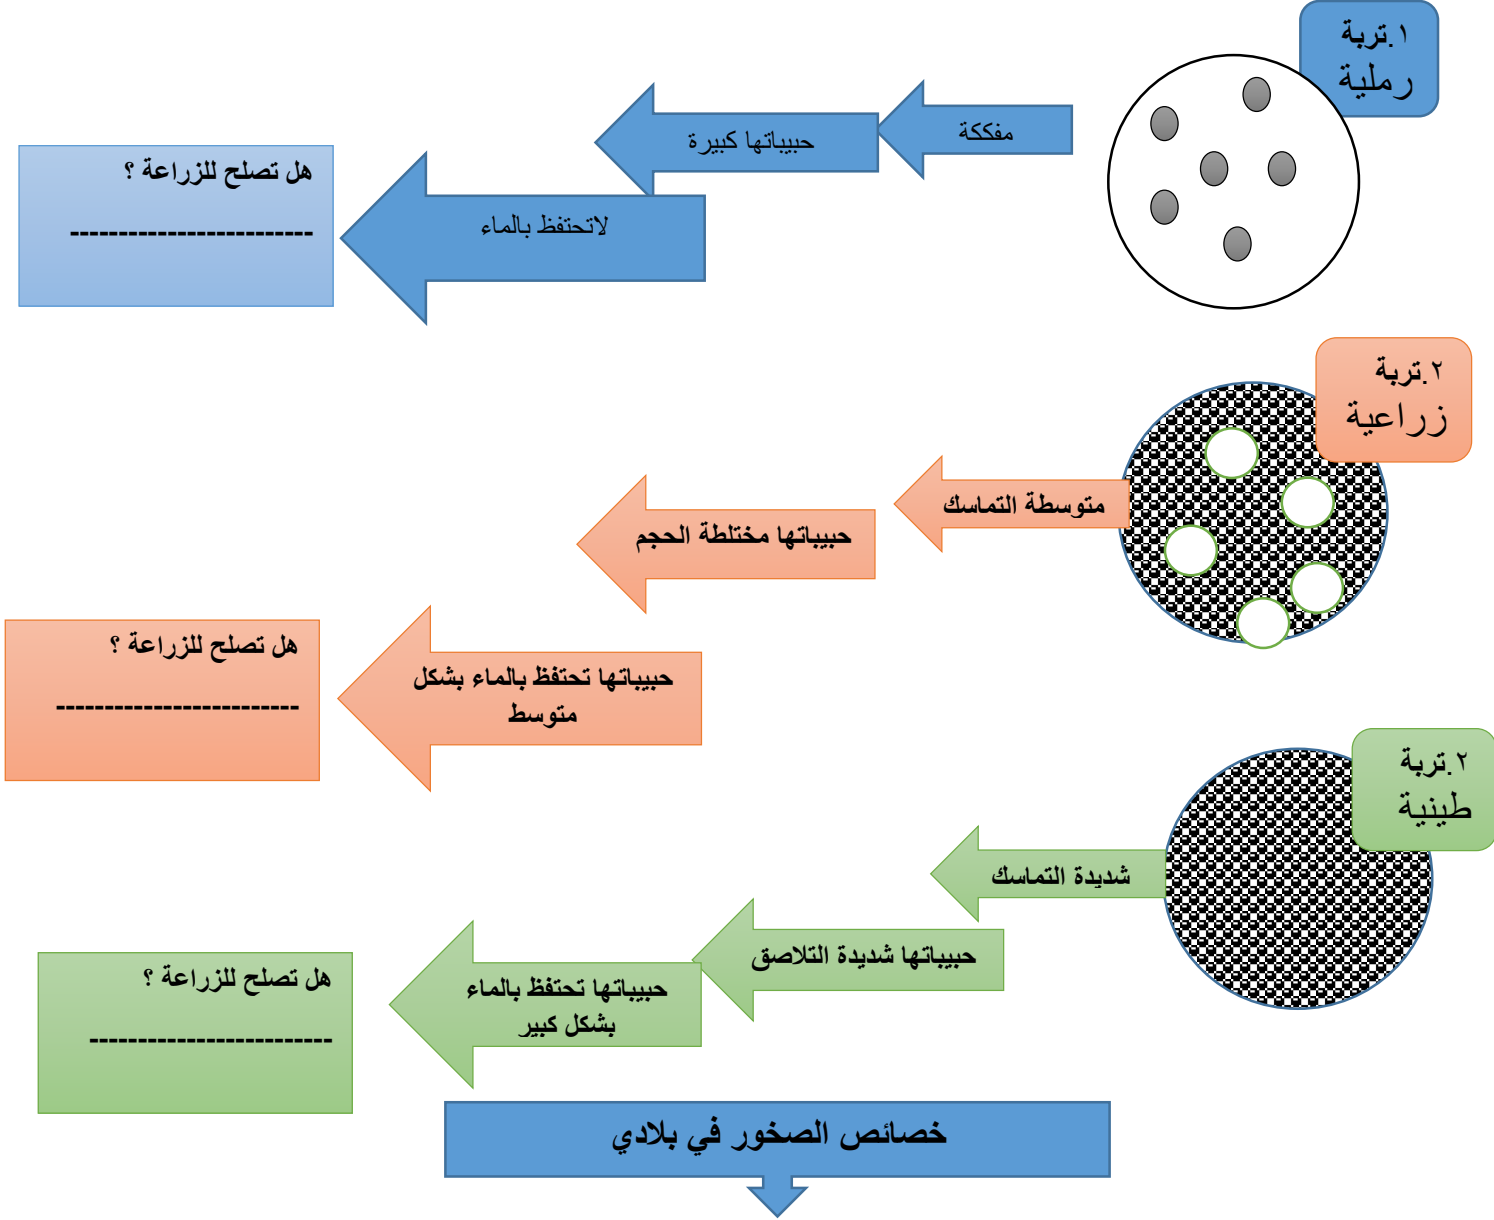 ١.تربة
رملية
مفككة
حبيباتها كبيرة
لاتحتفظ بالماء
هل تصلح للزراعة ؟
-------------------------
٢.تربة
زراعية
متوسطة التماسك
حبيباتها مختلطة الحجم
حبيباتها تحتفظ بالماء بشكل
متوسط
هل تصلح للزراعة ؟
-------------------------
٢.تربة
طينية
شديدة التماسك
حبيباتها شديدة التلاصق
حبيباتها تحتفظ بالماء
بشكل كبير
هل تصلح للزراعة ؟
-------------------------
خصائص الصخور في بلادي